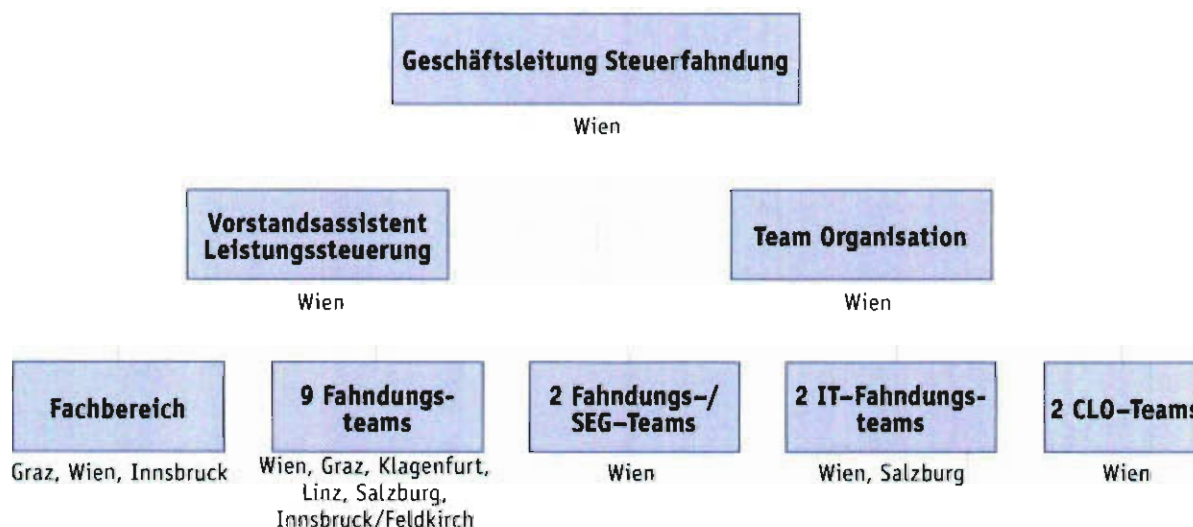 Geschäftsleitung Steuerfahndung
Wien
Vorstandsassistent
Leistungssteuerung
Wien
Team Organisation
Wien
Fachbereich
Graz, Wien, Innsbruck
9 Fahndungs-
teams
Wien, Graz, Klagenfurt,
Linz, Salzburg,
Innsbruck/Feldkirch
2 Fahndungs-/
SEG-Teams
Wien
2 IT-Fahndungs-
teams
Wien, Salzburg
2 CLO-Teams
Wien